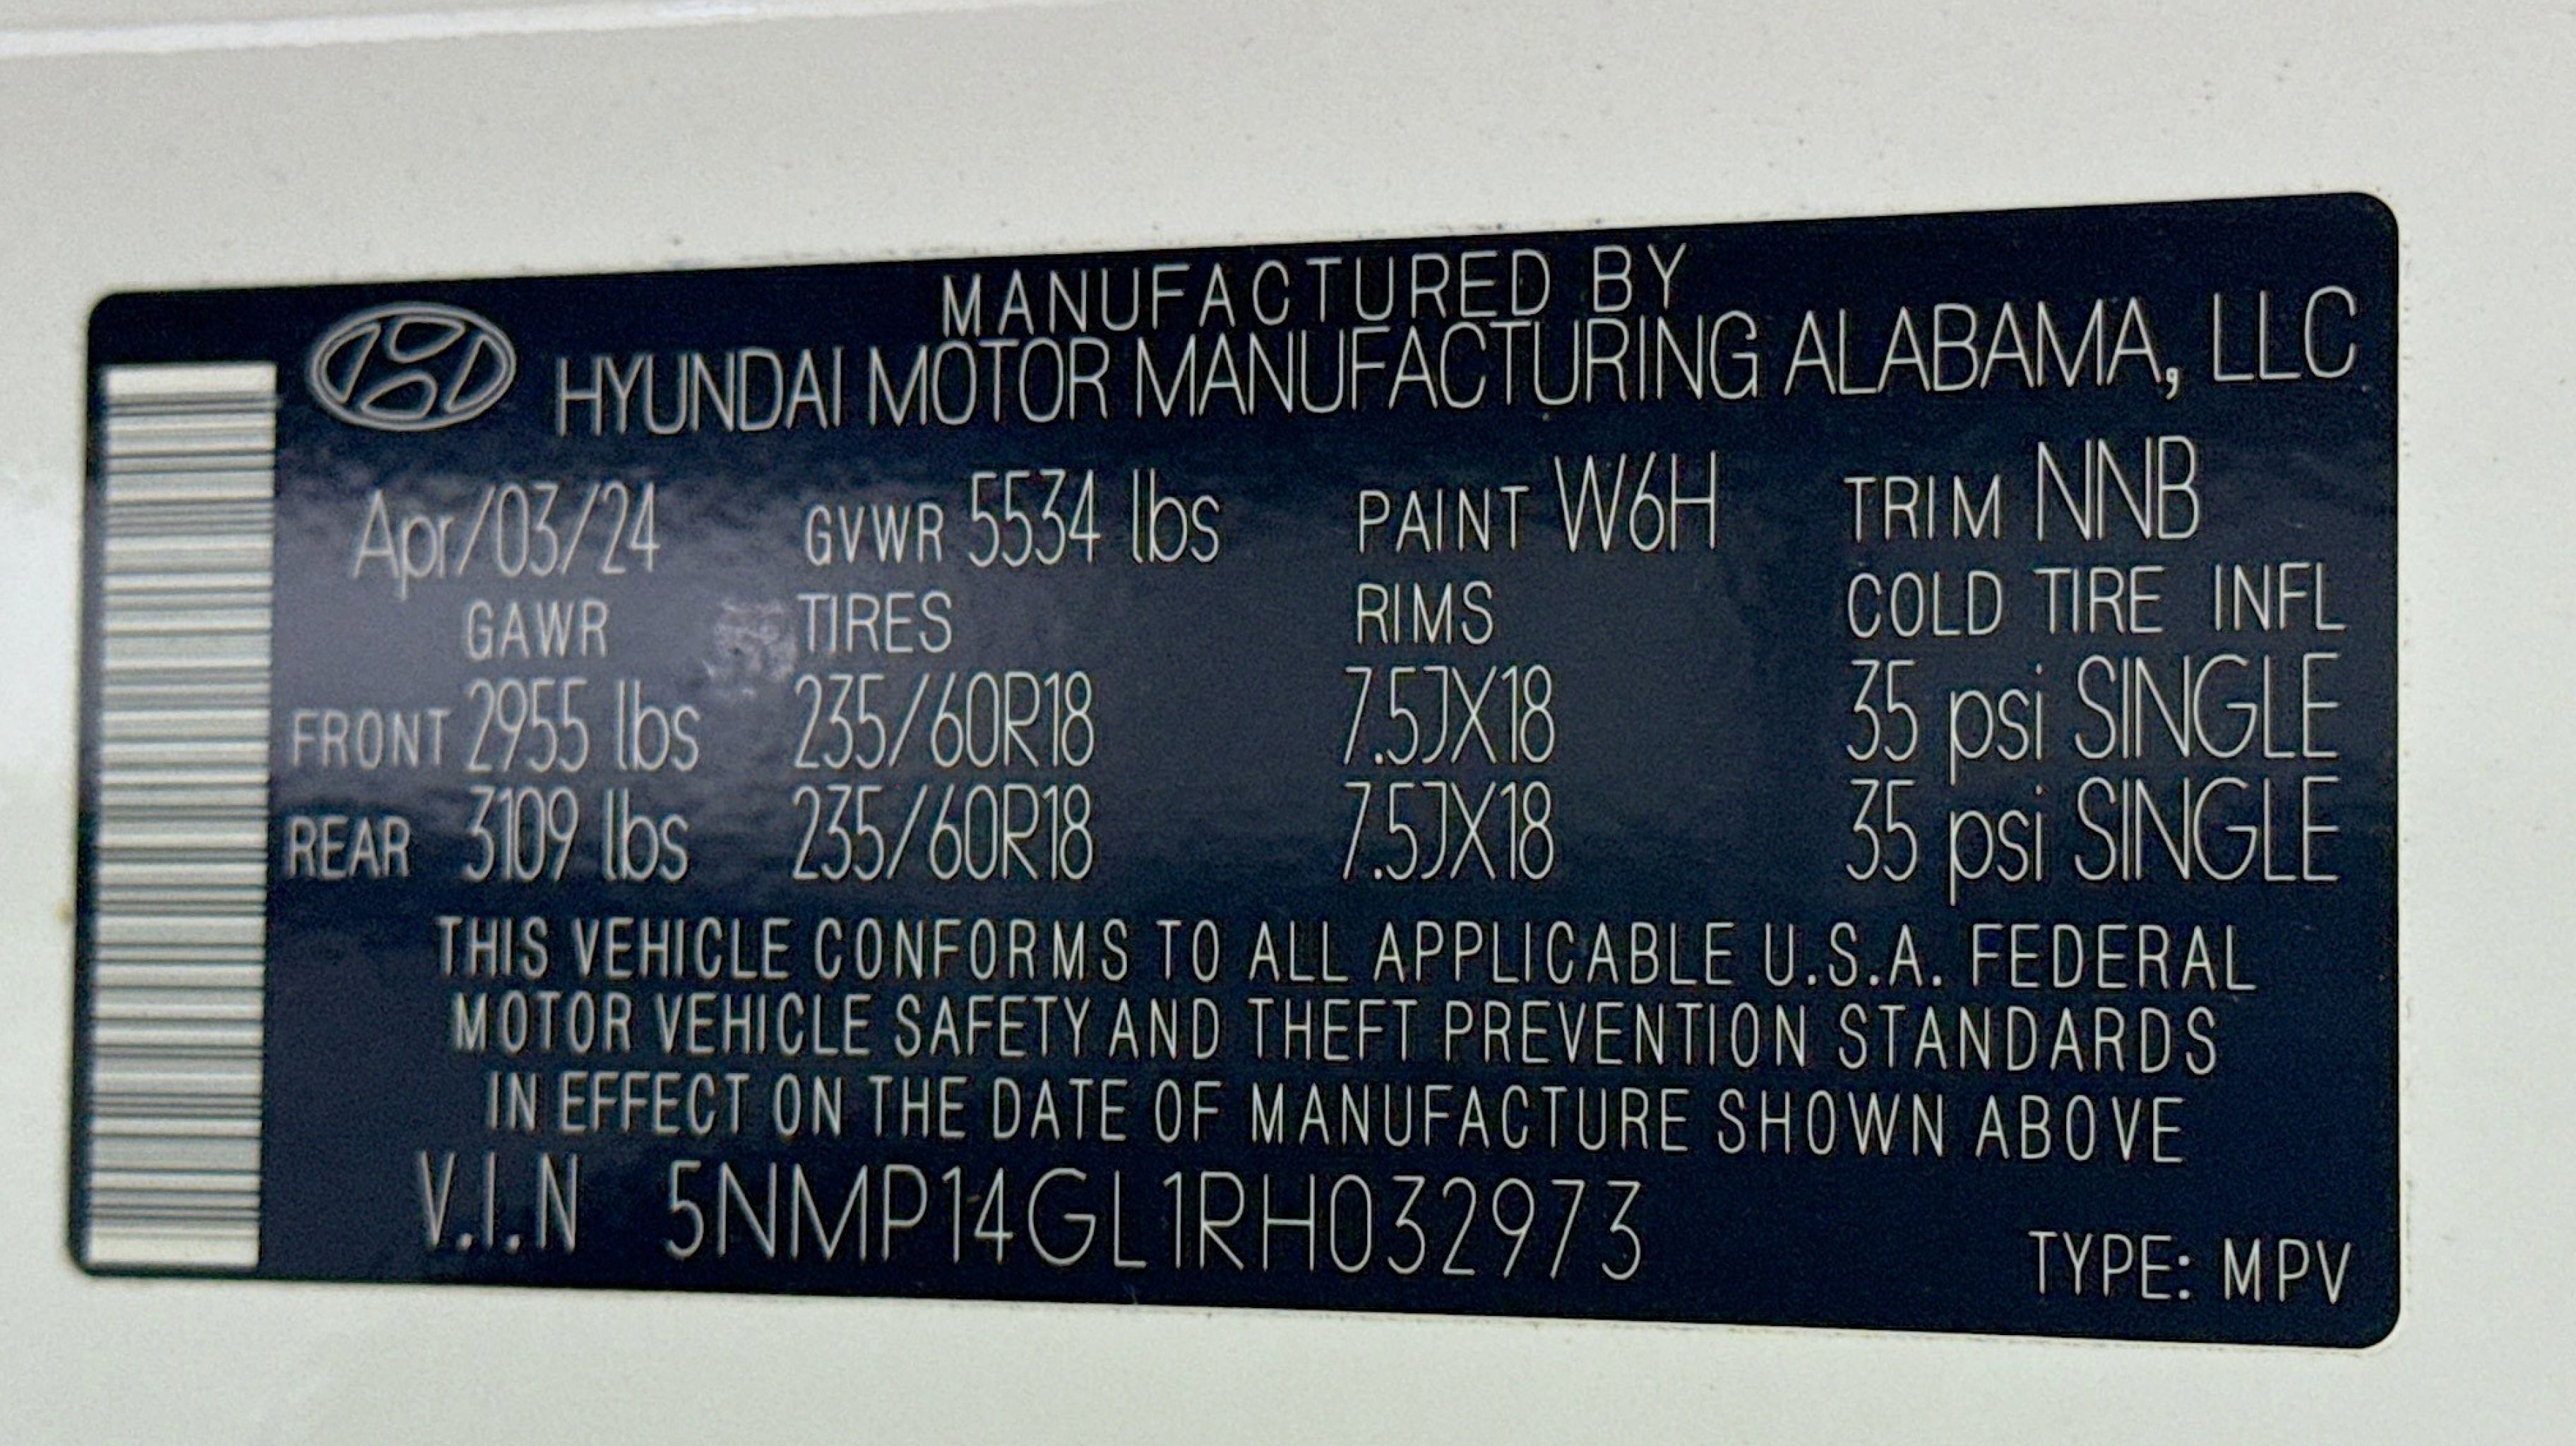 MANUFACTURED BY
HYUNDAI MOTOR MANUFACTURING ALABAMA, LLC
Apr/03/24 GVWR 5534 lbs PAINT W6H TRIM NNB
GAWR TIRES RIMS COLD TIRE INFL
FRONT 2955 lbs 235/60R18 7.5JX18 35 psi SINGLE
REAR 3109 lbs 235/60R18 7.5JX18 35 psi SINGLE
THIS VEHICLE CONFORMS TO ALL APPLICABLE U.S.A. FEDERAL
MOTOR VEHICLE SAFETY AND THEFT PREVENTION STANDARDS
IN EFFECT ON THE DATE OF MANUFACTURE SHOWN ABOVE
V.I.N 5NMP14GL1RH032973
TYPE: MPV